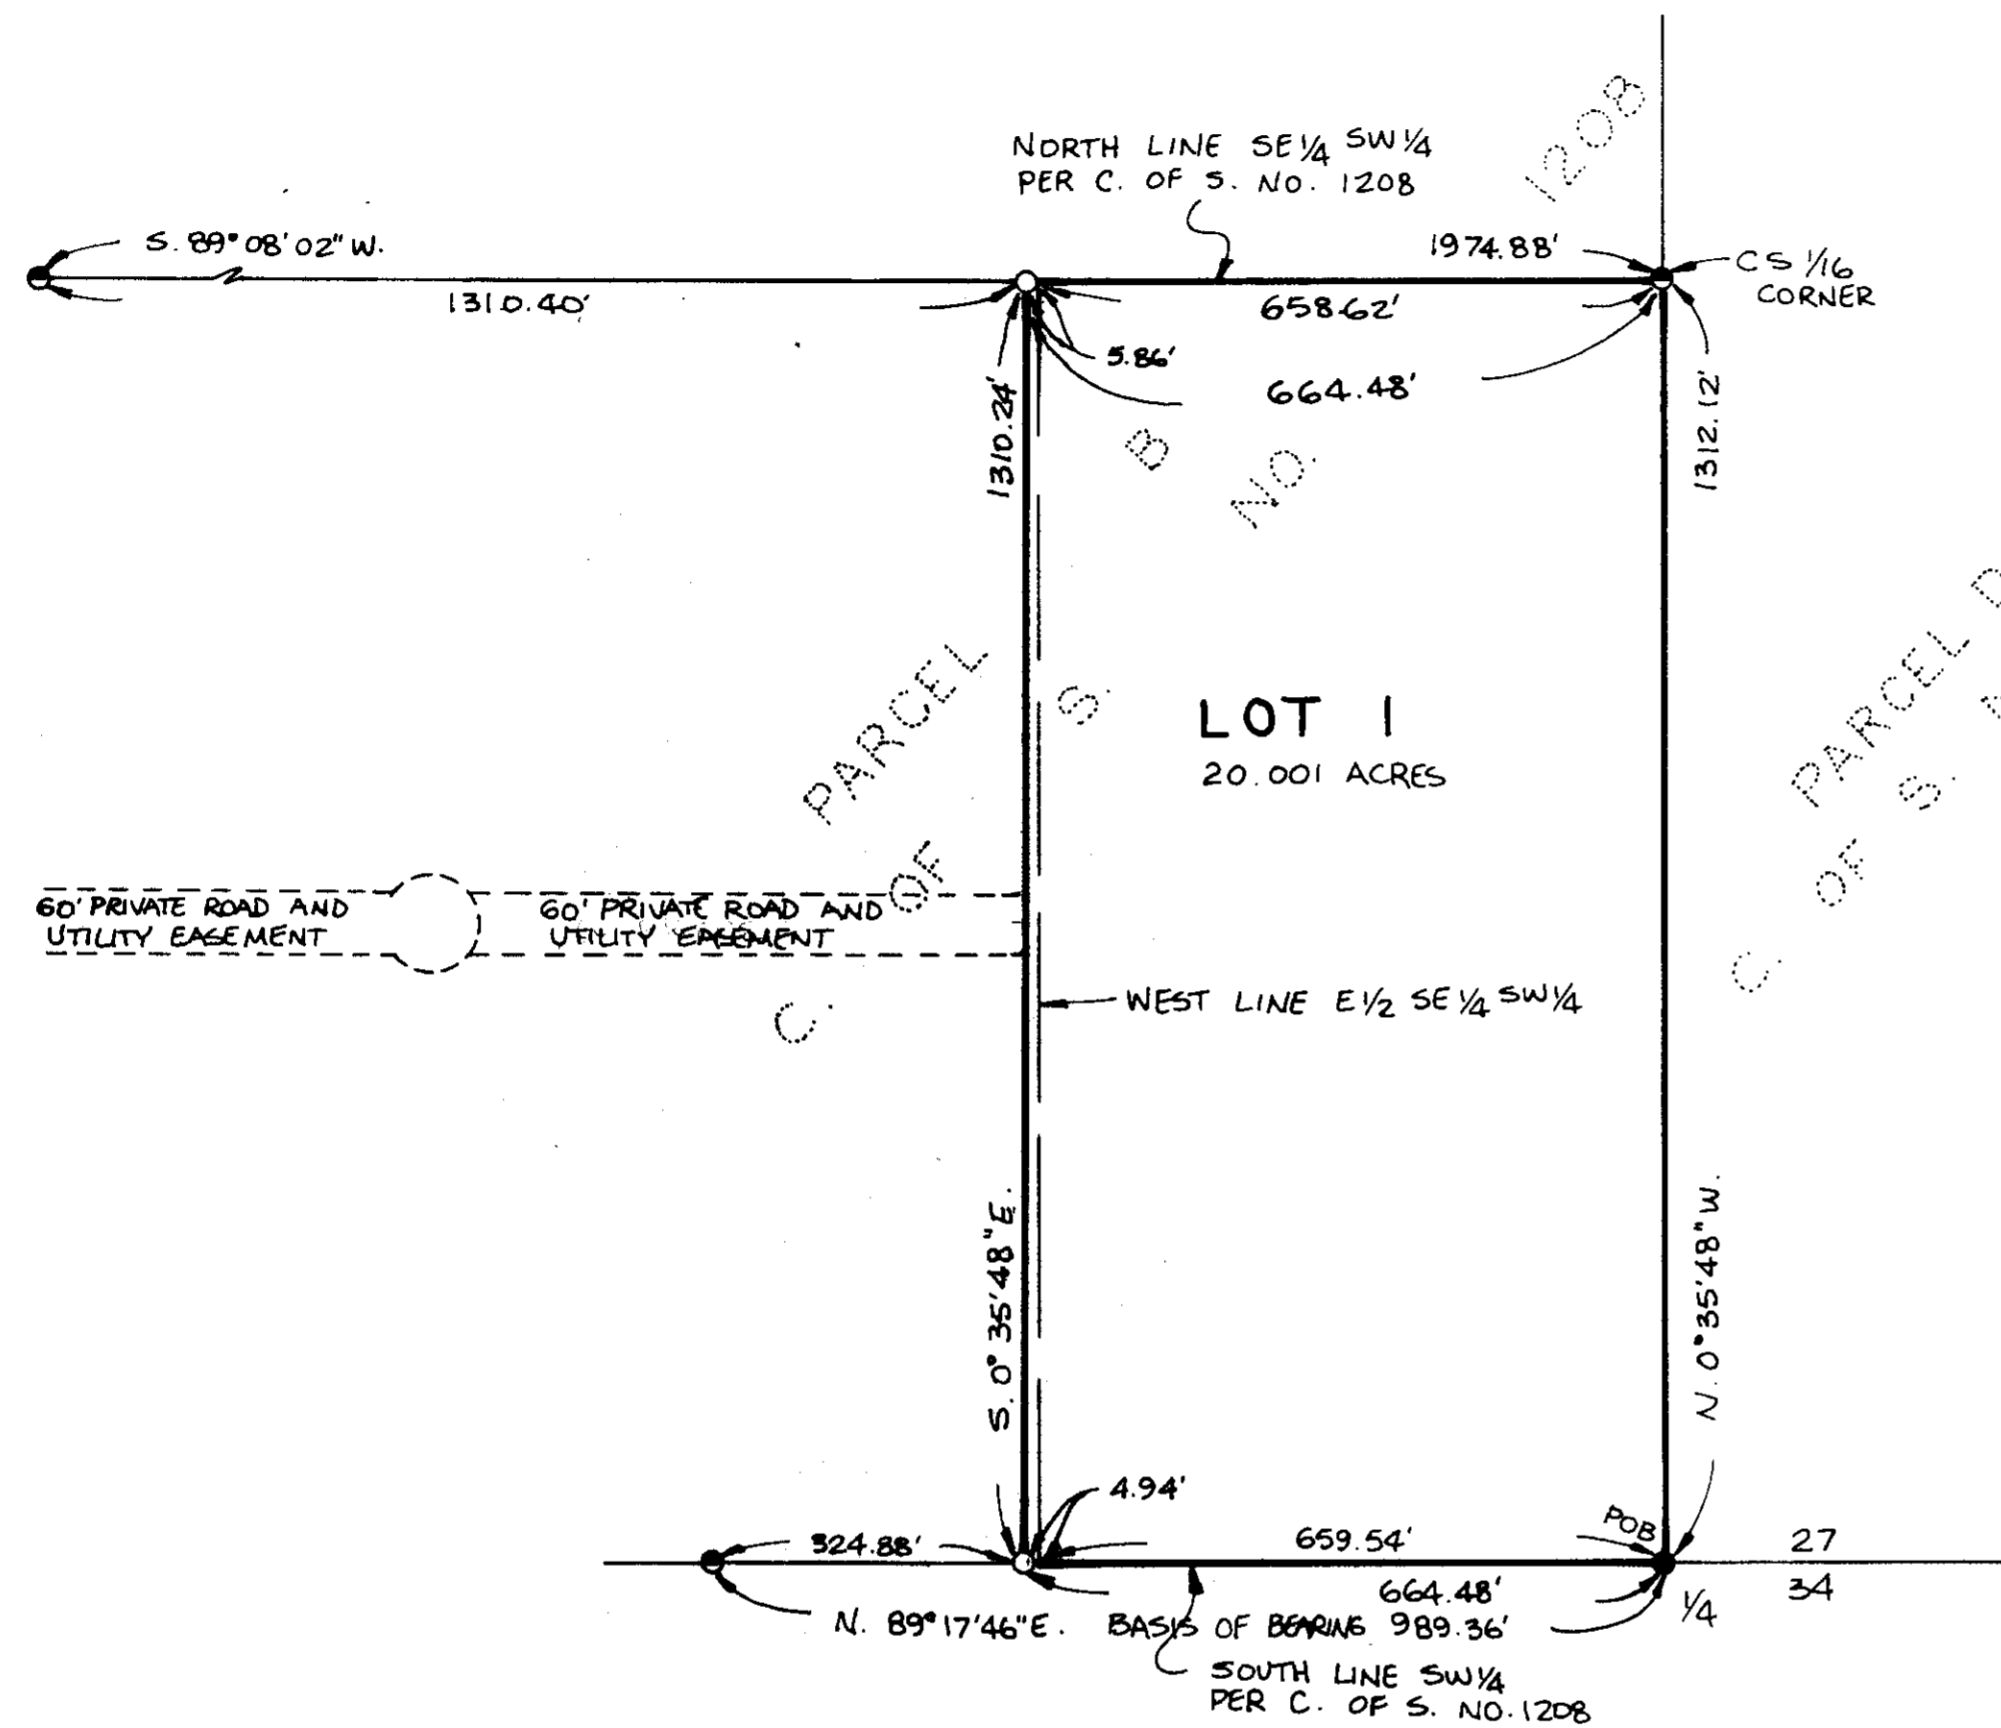 1208
NORTH LINE SE¼ SW¼
PER C. OF S. NO. 1208
S. 89° 08' 02" W.
1974.88'
CS 1/16
CORNER
1310.40'
658.62'
5.86'
664.48'
1310.24'
1312.12'
B
NO.
PARCEL
S.
LOT 1
20.001 ACRES
PARCEL D
S.
OF
C.
OF
C.
60' PRIVATE ROAD AND
UTILITY EASEMENT
60' PRIVATE ROAD AND
UTILITY EASEMENT
WEST LINE E½ SE¼ SW¼
S. 0° 35' 48" E.
N. 0° 35' 48" W.
4.94'
324.88'
659.54'
POB
27
34
664.48'
¼
N. 89° 17' 46" E. BASIS OF BEARING 989.36'
SOUTH LINE SW¼
PER C. OF S. NO. 1208